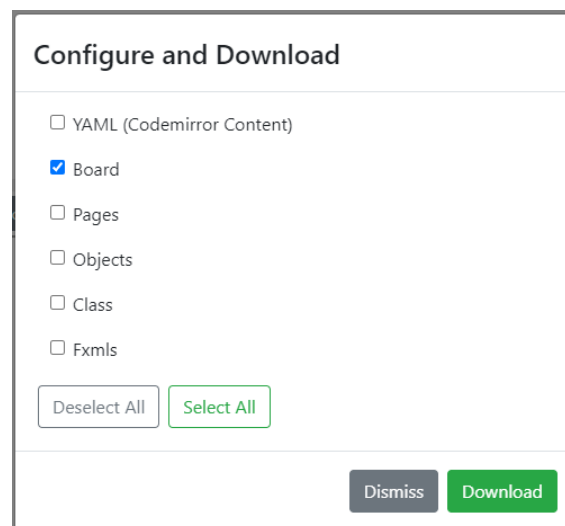 Configure and Download
YAML (Codemirror Content)
Board
Pages
Objects
Class
Fxmls
Deselect All Select All
Dismiss Download